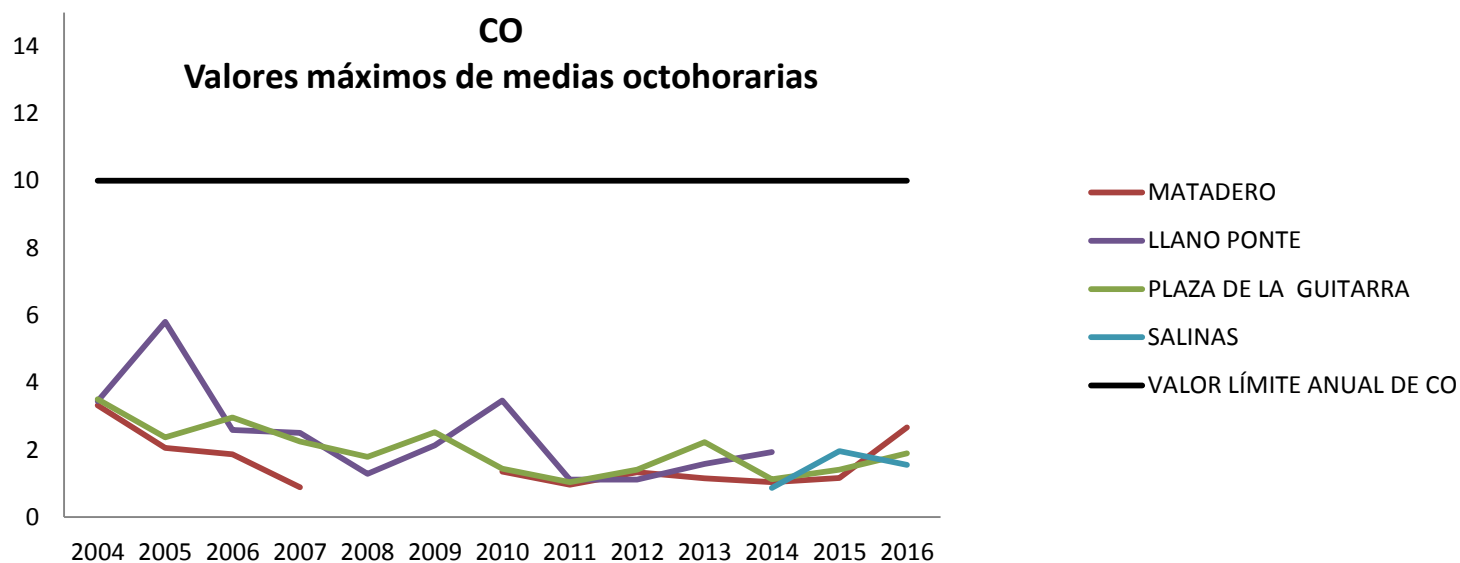 CO
Valores máximos de medias octohorarias
14
12
10
8
6
4
2
0
2004 2005 2006 2007 2008 2009 2010 2011 2012 2013 2014 2015 2016
MATADERO
LLANO PONTE
PLAZA DE LA GUITARRA
SALINAS
VALOR LÍMITE ANUAL DE CO